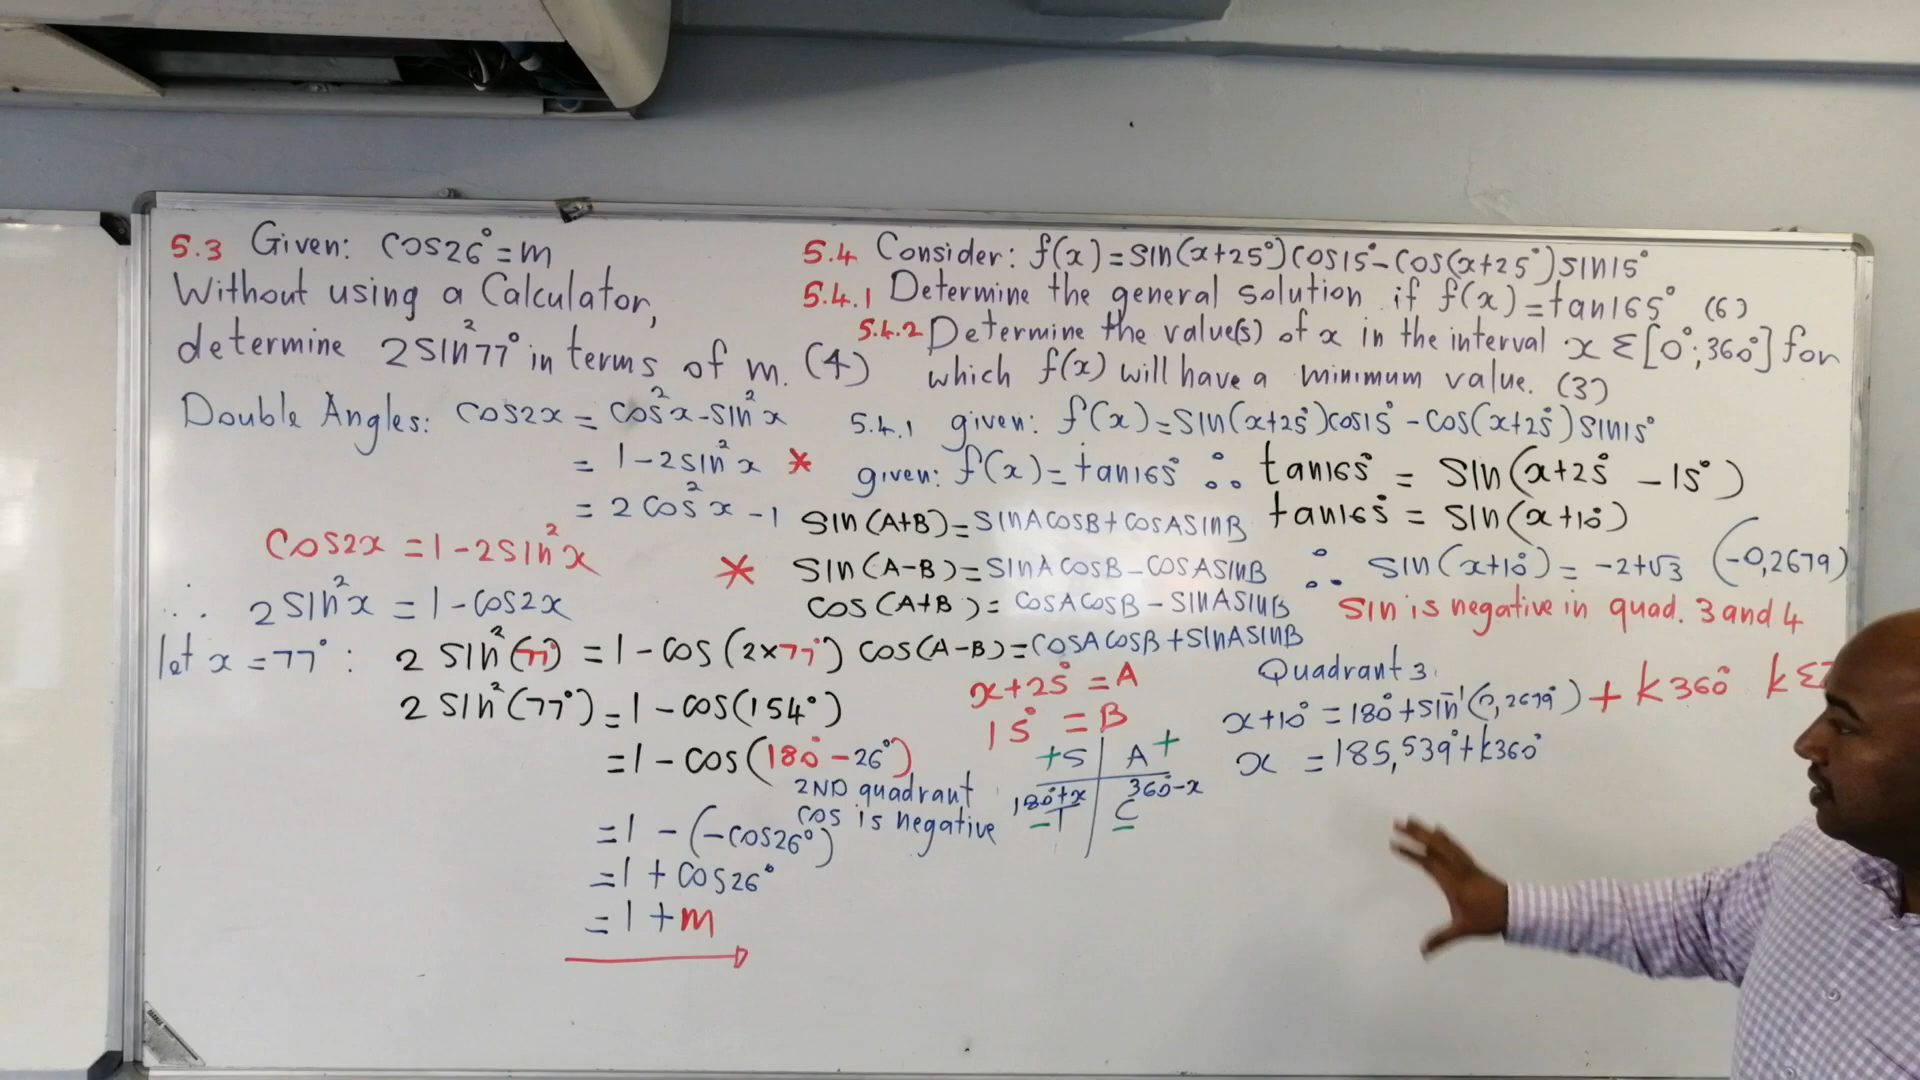 5.3 Given: cos26°=m
Without using a Calculator,
determine 2sin²77° in terms of m. (4)
Double Angles: cos2x = cos²x-sin²x
= 1-2sin²x *
= 2cos²x-1
cos2x = 1-2sin²x
∴ 2sin²x = 1-cos2x
let x=77°: 2sin²(77°) = 1-cos(2x77°)
2sin²(77°) = 1-cos(154°)
= 1-cos(180°-26°)
2ND quadrant
cos is negative
= 1-(-cos26°)
= 1+cos26°
= 1+m
5.4 Consider: f(x)=sin(x+25°)cos15°-cos(x+25°)sin15°
5.4.1 Determine the general solution if f(x)=tan165° (6)
5.4.2 Determine the value(s) of x in the interval x ε[0°;360°] for
which f(x) will have a minimum value. (3)
5.4.1 given: f(x)=sin(x+25°)cos15°-cos(x+25°)sin15°
given: f(x)=tan165° ∴ tan165° = sin(x+25°-15°)
tan165° = sin(x+10°)
sin(A+B)=sinAcosB+cosAsinB
* sin(A-B)=sinAcosB-cosAsinB
cos(A+B)=cosAcosB-sinAsinB
cos(A-B)=cosAcosB+sinAsinB
∴ sin(x+10°)=-2+√3 (-0,2679)
sin is negative in quad. 3 and 4
x+25°=A
15°=B
+S A+
180°+x 360°-x
-T C-
Quadrant 3:
x+10°=180°+sin⁻¹(0,2679°)+k360° kε
x = 185,539°+k360°